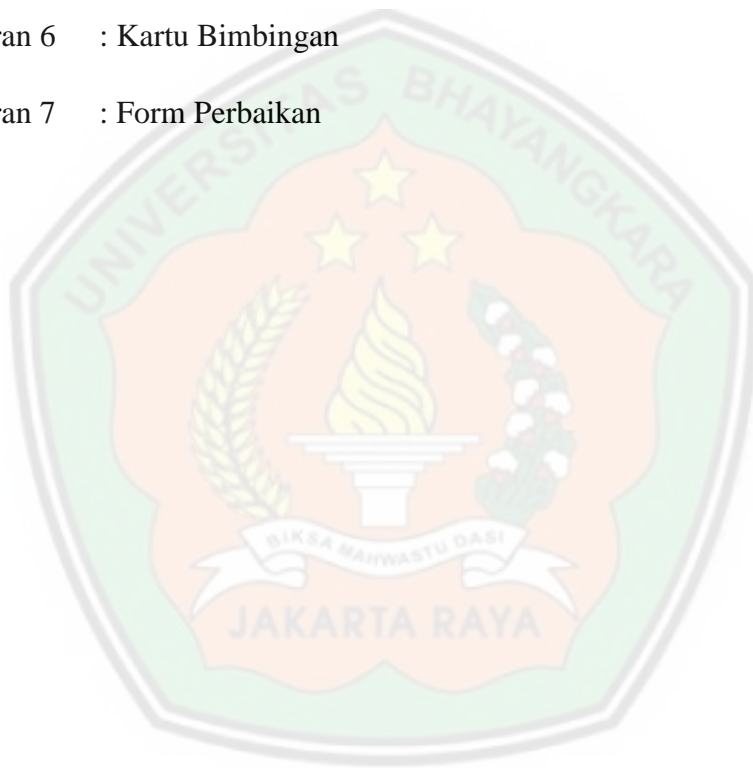 ran 6 : Kartu Bimbingan
ran 7 : Form Perbaikan
UNIVERSITAS BHAYANGKARA
BIKSA MAHWASTU DASI
JAKARTA RAYA